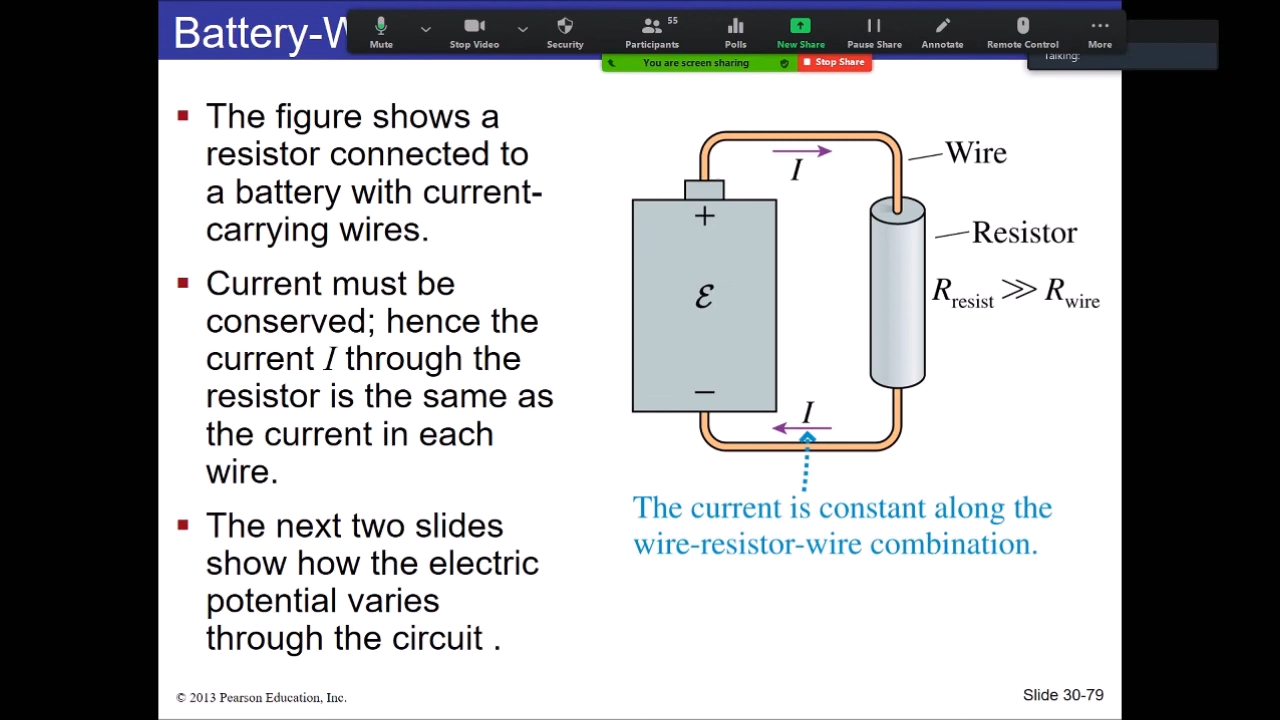 Battery-W
Mute
Stop Video
Security
Participants
55
Polls
New Share
Pause Share
Annotate
Remote Control
More
You are screen sharing
Stop Share
Talking:
The figure shows a
resistor connected to
a battery with current-
carrying wires.
Current must be
conserved; hence the
current I through the
resistor is the same as
the current in each
wire.
The next two slides
show how the electric
potential varies
through the circuit .
I
Wire
+
Resistor
ℰ
R_resist ≫ R_wire
−
I
The current is constant along the
wire-resistor-wire combination.
© 2013 Pearson Education, Inc.
Slide 30-79